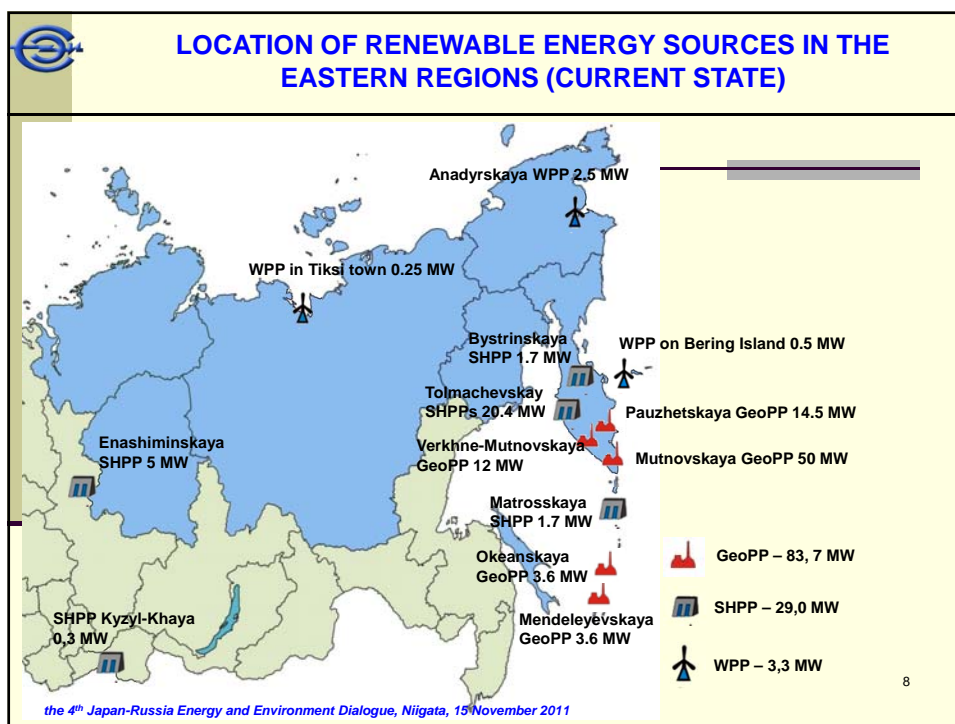 LOCATION OF RENEWABLE ENERGY SOURCES IN THE
EASTERN REGIONS (CURRENT STATE)
Anadyrskaya WPP 2.5 MW
WPP in Tiksi town 0.25 MW
Bystrinskaya
SHPP 1.7 MW
WPP on Bering Island 0.5 MW
Tolmachevskay
SHPPs 20.4 MW
Pauzhetskaya GeoPP 14.5 MW
Enashiminskaya
SHPP 5 MW
Verkhne-Mutnovskaya
GeoPP 12 MW
Mutnovskaya GeoPP 50 MW
Matrosskaya
SHPP 1.7 MW
Okeanskaya
GeoPP 3.6 MW
GeoPP – 83, 7 MW
SHPP – 29,0 MW
SHPP Kyzyl-Khaya
0,3 MW
Mendeleyevskaya
GeoPP 3.6 MW
WPP – 3,3 MW
8
the 4th Japan-Russia Energy and Environment Dialogue, Niigata, 15 November 2011